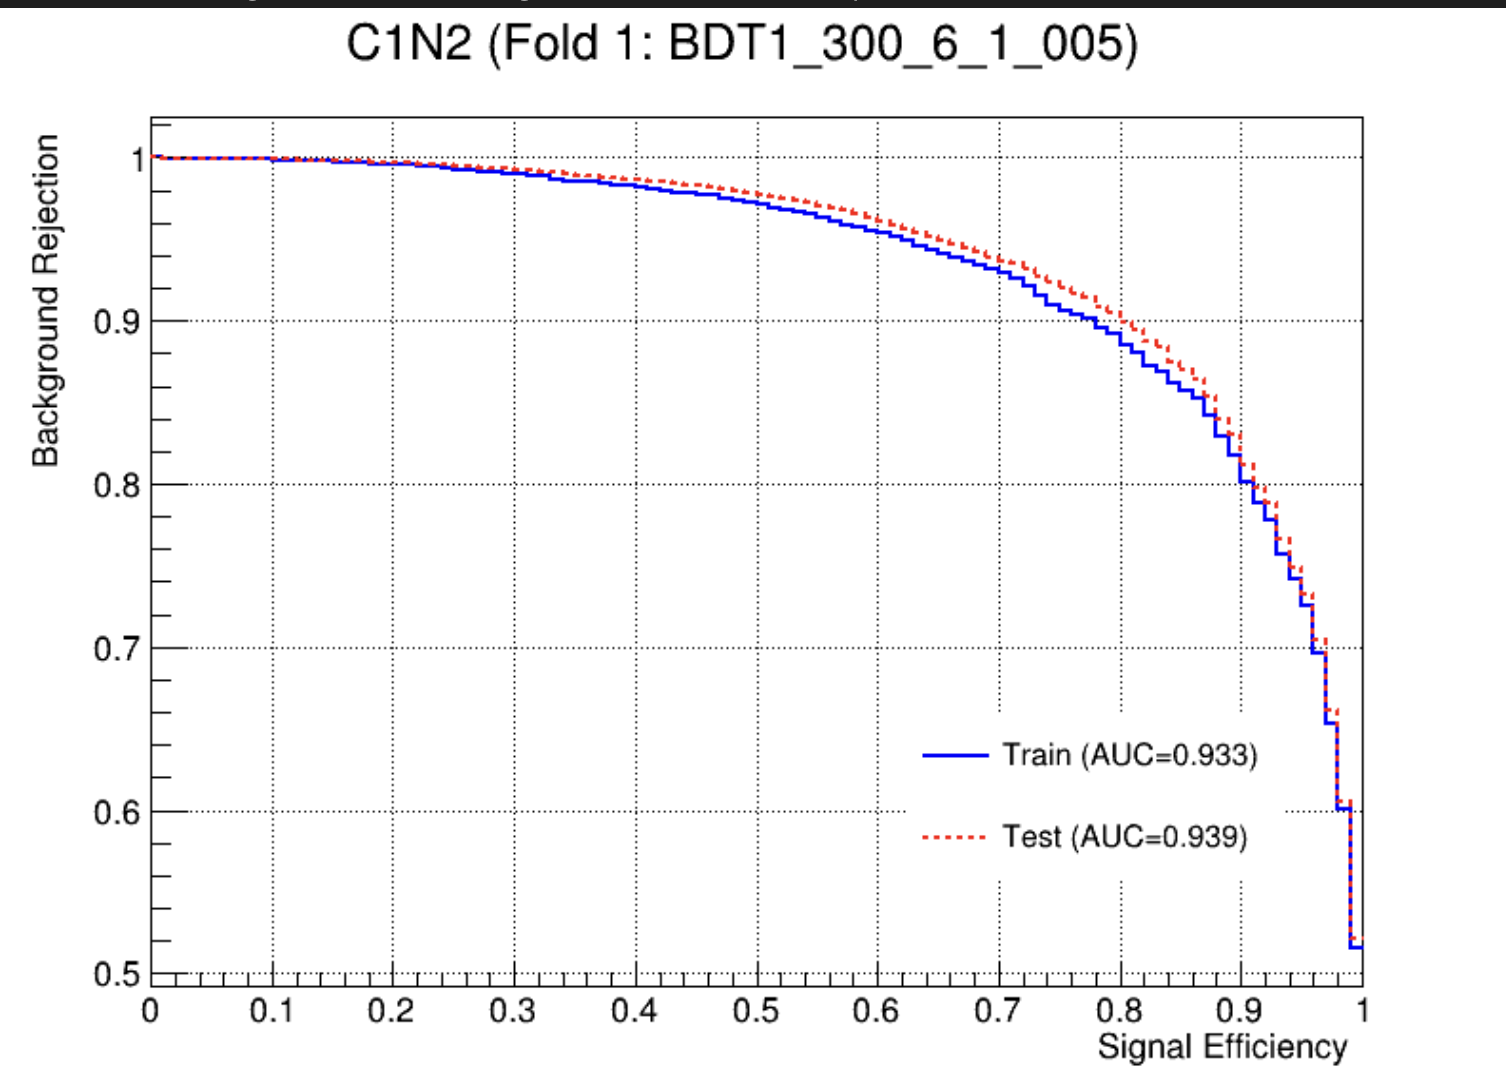 C1N2 (Fold 1: BDT1_300_6_1_005)
Background Rejection
1
0.9
0.8
0.7
0.6
0.5
Train (AUC=0.933)
Test (AUC=0.939)
0 0.1 0.2 0.3 0.4 0.5 0.6 0.7 0.8 0.9 1
Signal Efficiency